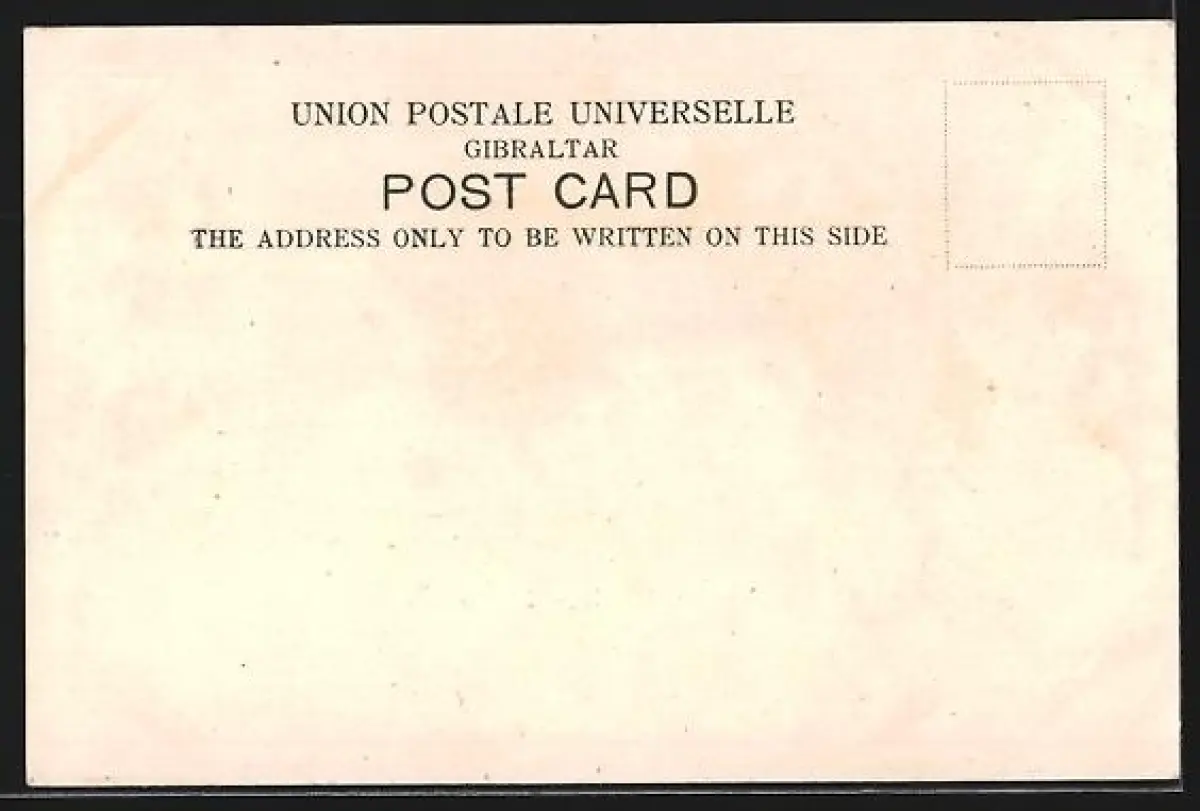 UNION POSTALE UNIVERSELLE
GIBRALTAR
POST CARD
THE ADDRESS ONLY TO BE WRITTEN ON THIS SIDE